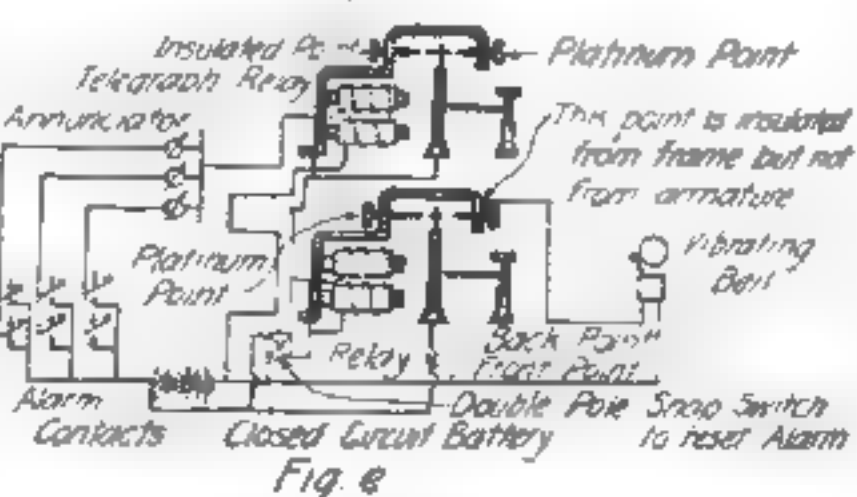 Insulated Point
Platinum Point
Telegraph Relay
Annunciator
This point is insulated
from frame but not
from armature
Platinum
Point
Vibrating
Bell
Relay
Back Point
Front Point
Alarm
Contacts
Double Pole Snap Switch
to reset Alarm
Closed Circuit Battery
Fig. e